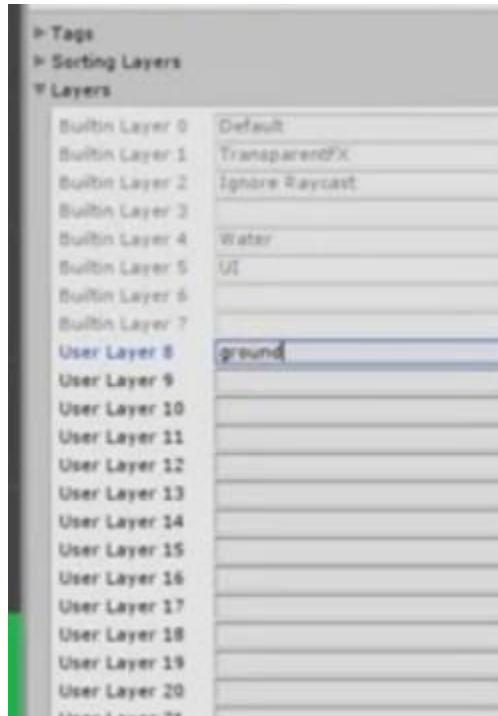 Tags
Sorting Layers
Layers
Builtin Layer 0 Default
Builtin Layer 1 TransparentFX
Builtin Layer 2 Ignore Raycast
Builtin Layer 3
Builtin Layer 4 Water
Builtin Layer 5 UI
Builtin Layer 6
Builtin Layer 7
User Layer 8 ground
User Layer 9
User Layer 10
User Layer 11
User Layer 12
User Layer 13
User Layer 14
User Layer 15
User Layer 16
User Layer 17
User Layer 18
User Layer 19
User Layer 20